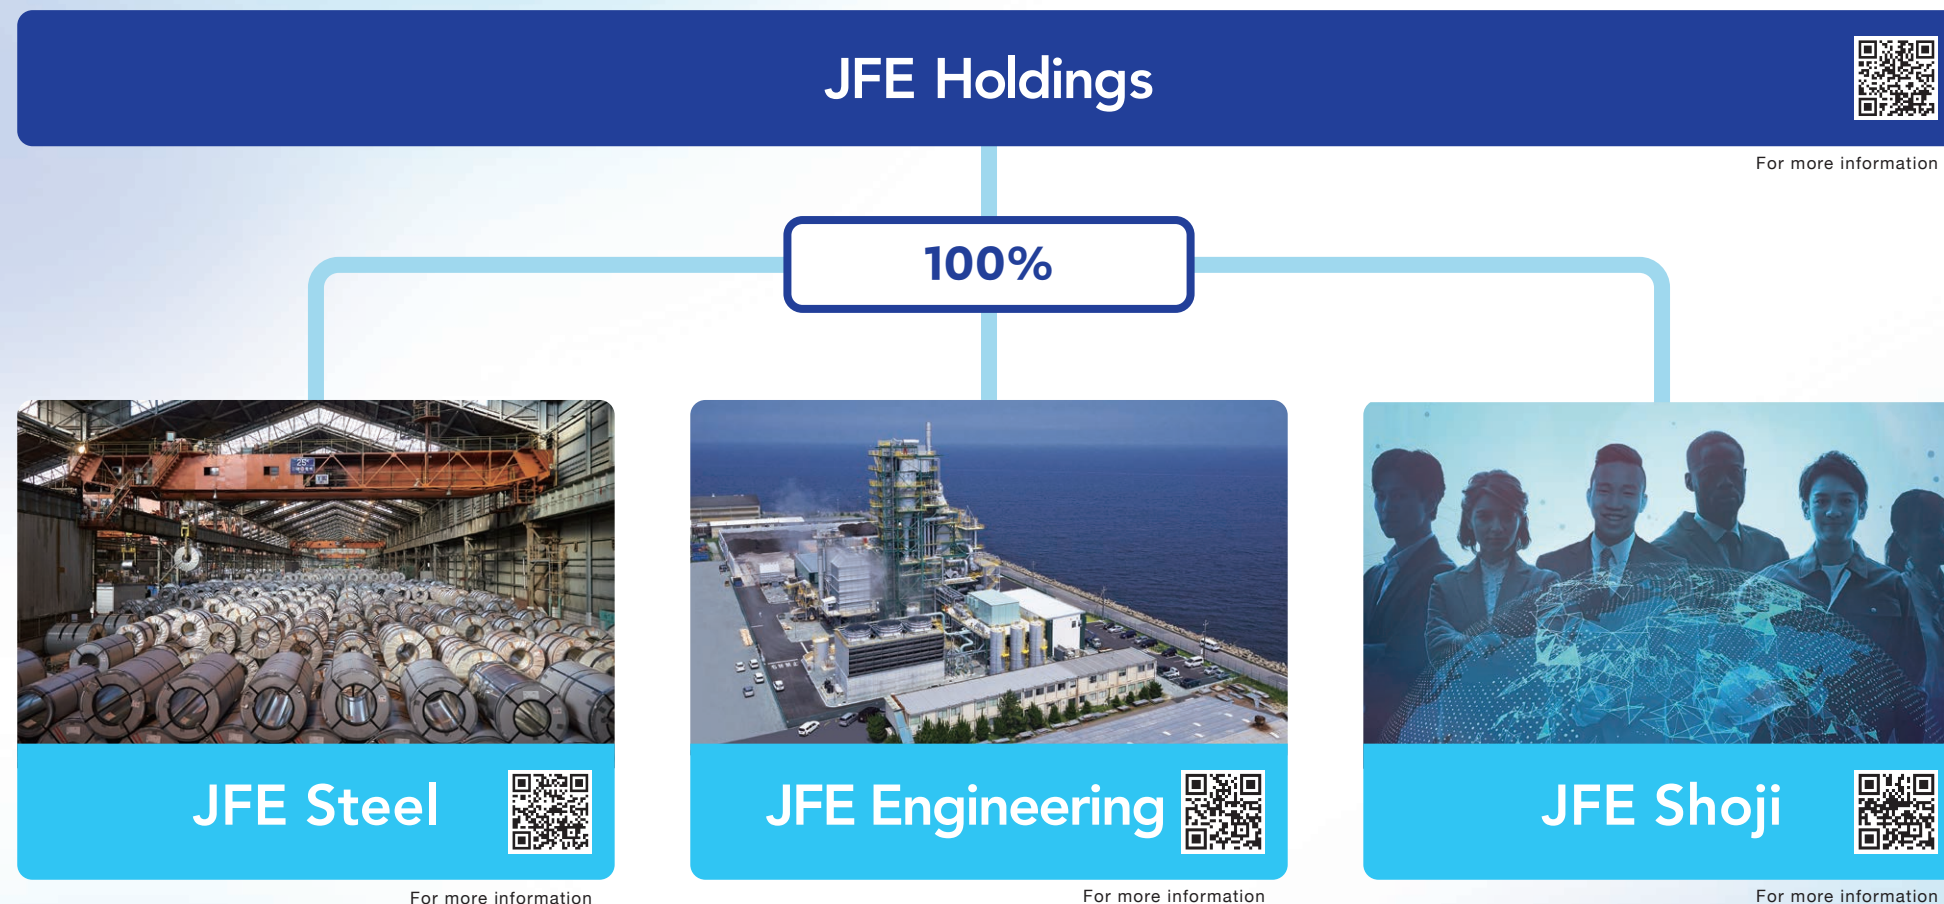 JFE Holdings
For more information
100%
25
JFE Steel
JFE Engineering
JFE Shoji
For more information
For more information
For more information